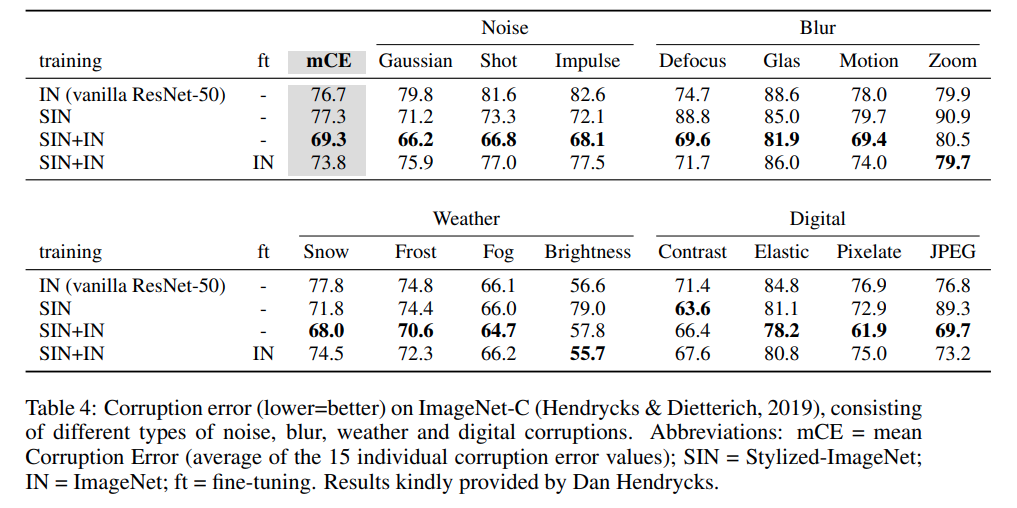 Noise Blur
training ft mCE Gaussian Shot Impulse Defocus Glas Motion Zoom
IN (vanilla ResNet-50) - 76.7 79.8 81.6 82.6 74.7 88.6 78.0 79.9
SIN - 77.3 71.2 73.3 72.1 88.8 85.0 79.7 90.9
SIN+IN - 69.3 66.2 66.8 68.1 69.6 81.9 69.4 80.5
SIN+IN IN 73.8 75.9 77.0 77.5 71.7 86.0 74.0 79.7
Weather Digital
training ft Snow Frost Fog Brightness Contrast Elastic Pixelate JPEG
IN (vanilla ResNet-50) - 77.8 74.8 66.1 56.6 71.4 84.8 76.9 76.8
SIN - 71.8 74.4 66.0 79.0 63.6 81.1 72.9 89.3
SIN+IN - 68.0 70.6 64.7 57.8 66.4 78.2 61.9 69.7
SIN+IN IN 74.5 72.3 66.2 55.7 67.6 80.8 75.0 73.2
Table 4: Corruption error (lower=better) on ImageNet-C (Hendrycks & Dietterich, 2019), consisting
of different types of noise, blur, weather and digital corruptions. Abbreviations: mCE = mean
Corruption Error (average of the 15 individual corruption error values); SIN = Stylized-ImageNet;
IN = ImageNet; ft = fine-tuning. Results kindly provided by Dan Hendrycks.